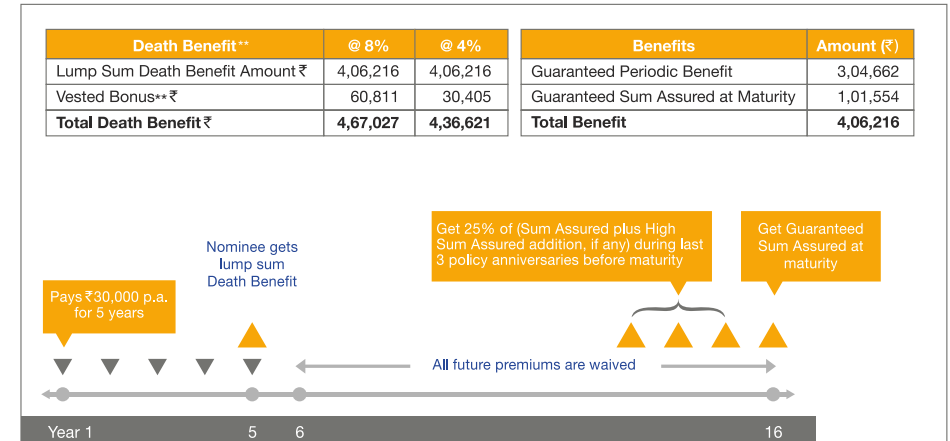 Death Benefit** @ 8% @ 4%
Lump Sum Death Benefit Amount ₹ 4,06,216 4,06,216
Vested Bonus**₹ 60,811 30,405
Total Death Benefit ₹ 4,67,027 4,36,621
Benefits Amount (₹)
Guaranteed Periodic Benefit 3,04,662
Guaranteed Sum Assured at Maturity 1,01,554
Total Benefit 4,06,216
Nominee gets
lump sum
Death Benefit
Get 25% of (Sum Assured plus High
Sum Assured addition, if any) during last
3 policy anniversaries before maturity
Get Guaranteed
Sum Assured at
maturity
Pays ₹30,000 p.a.
for 5 years
All future premiums are waived
Year 1 5 6 16